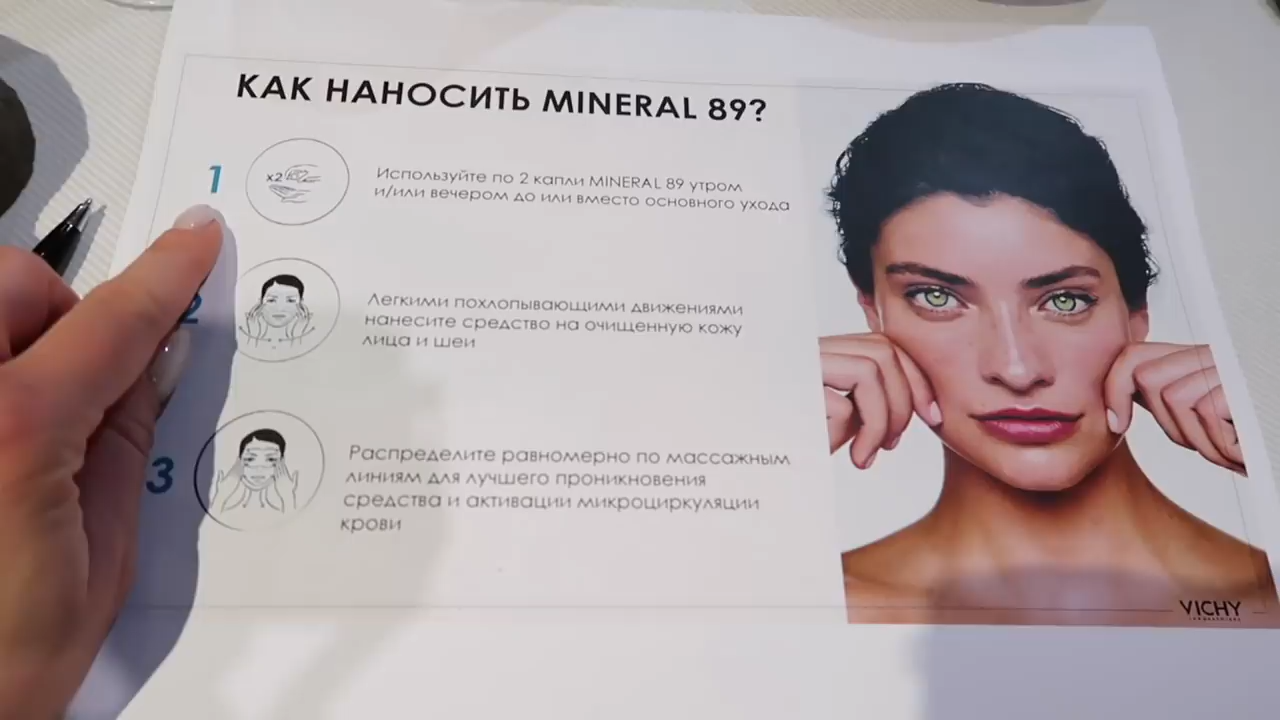 КАК НАНОСИТЬ MINERAL 89?
1
x2
Используйте по 2 капли MINERAL 89 утром
и/или вечером до или вместо основного ухода
2
Легкими похлопывающими движениями
нанесите средство на очищенную кожу
лица и шеи
3
Распределите равномерно по массажным
линиям для лучшего проникновения
средства и активации микроциркуляции
крови
VICHY